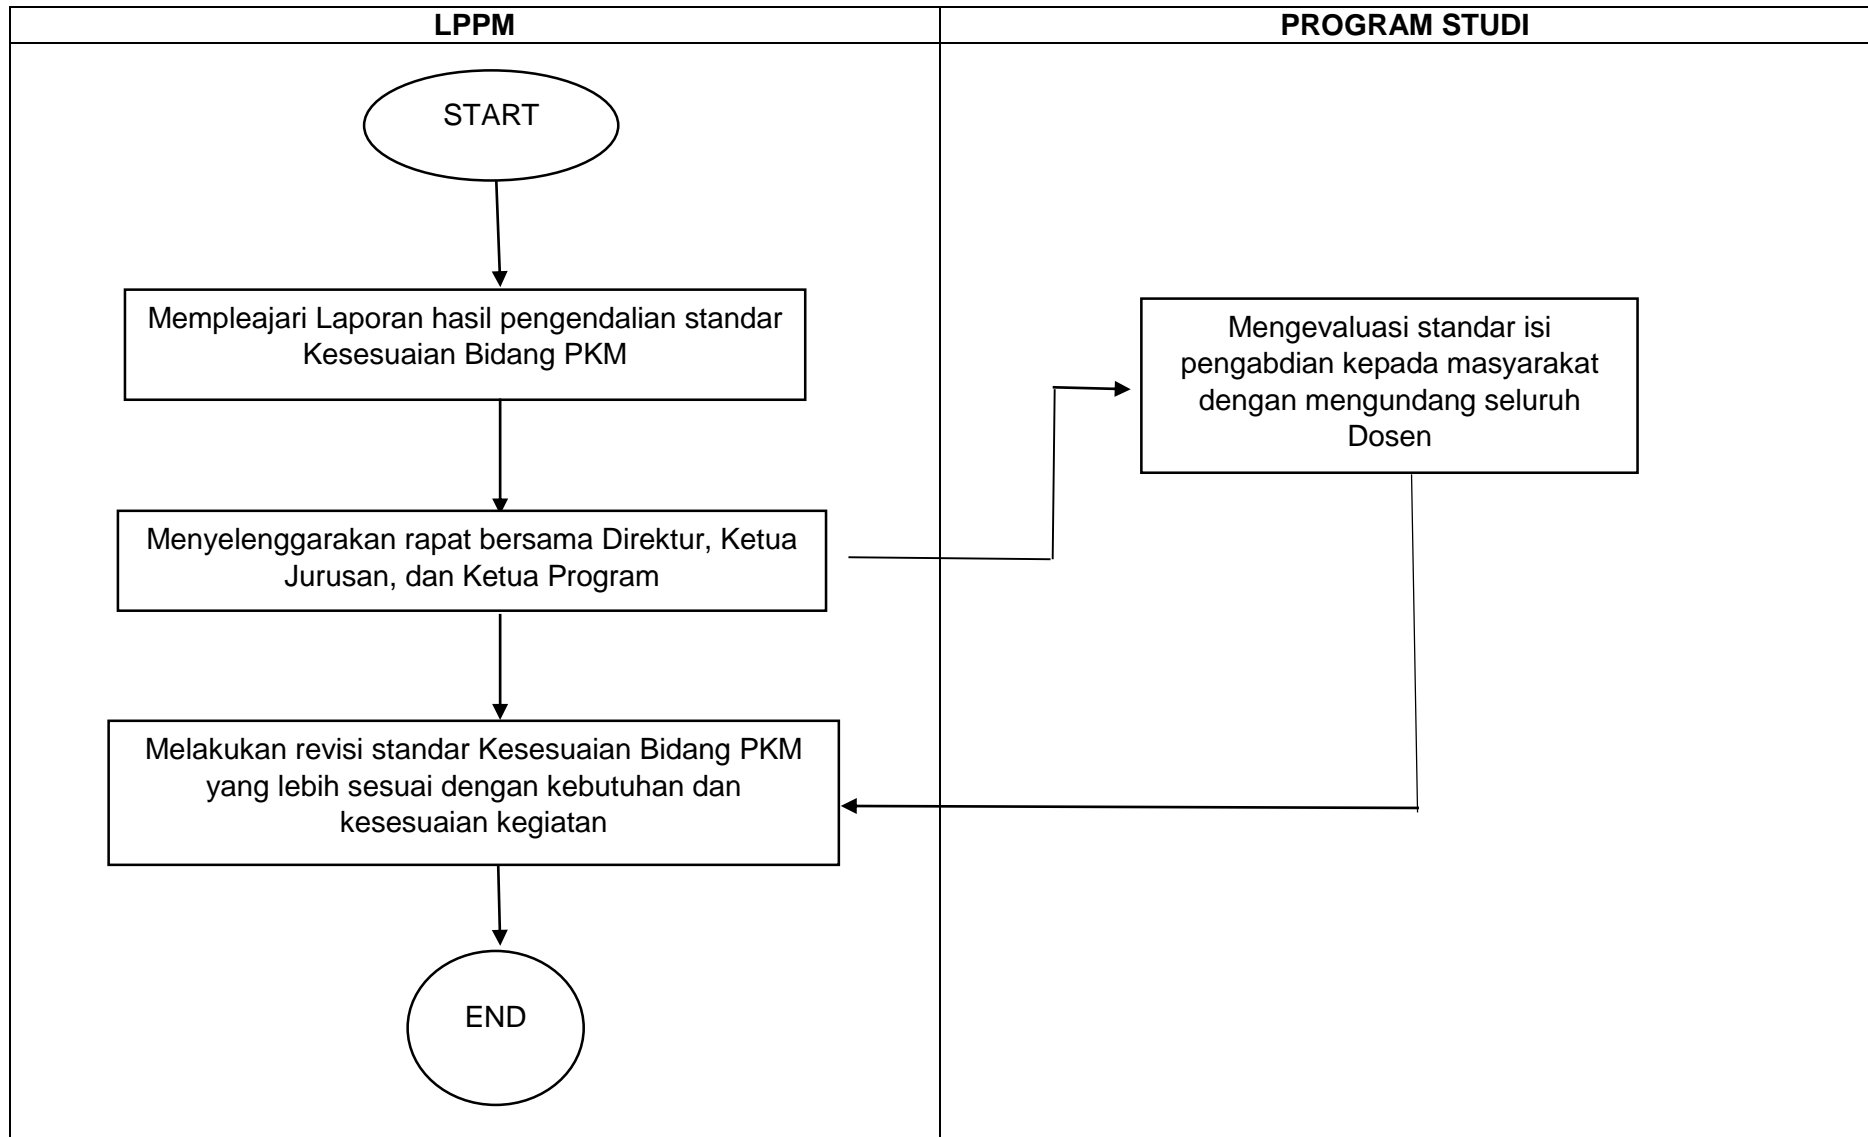 LPPM
PROGRAM STUDI
START
Mempleajari Laporan hasil pengendalian standar
Kesesuaian Bidang PKM
Menyelenggarakan rapat bersama Direktur, Ketua
Jurusan, dan Ketua Program
Melakukan revisi standar Kesesuaian Bidang PKM
yang lebih sesuai dengan kebutuhan dan
kesesuaian kegiatan
END
Mengevaluasi standar isi
pengabdian kepada masyarakat
dengan mengundang seluruh
Dosen